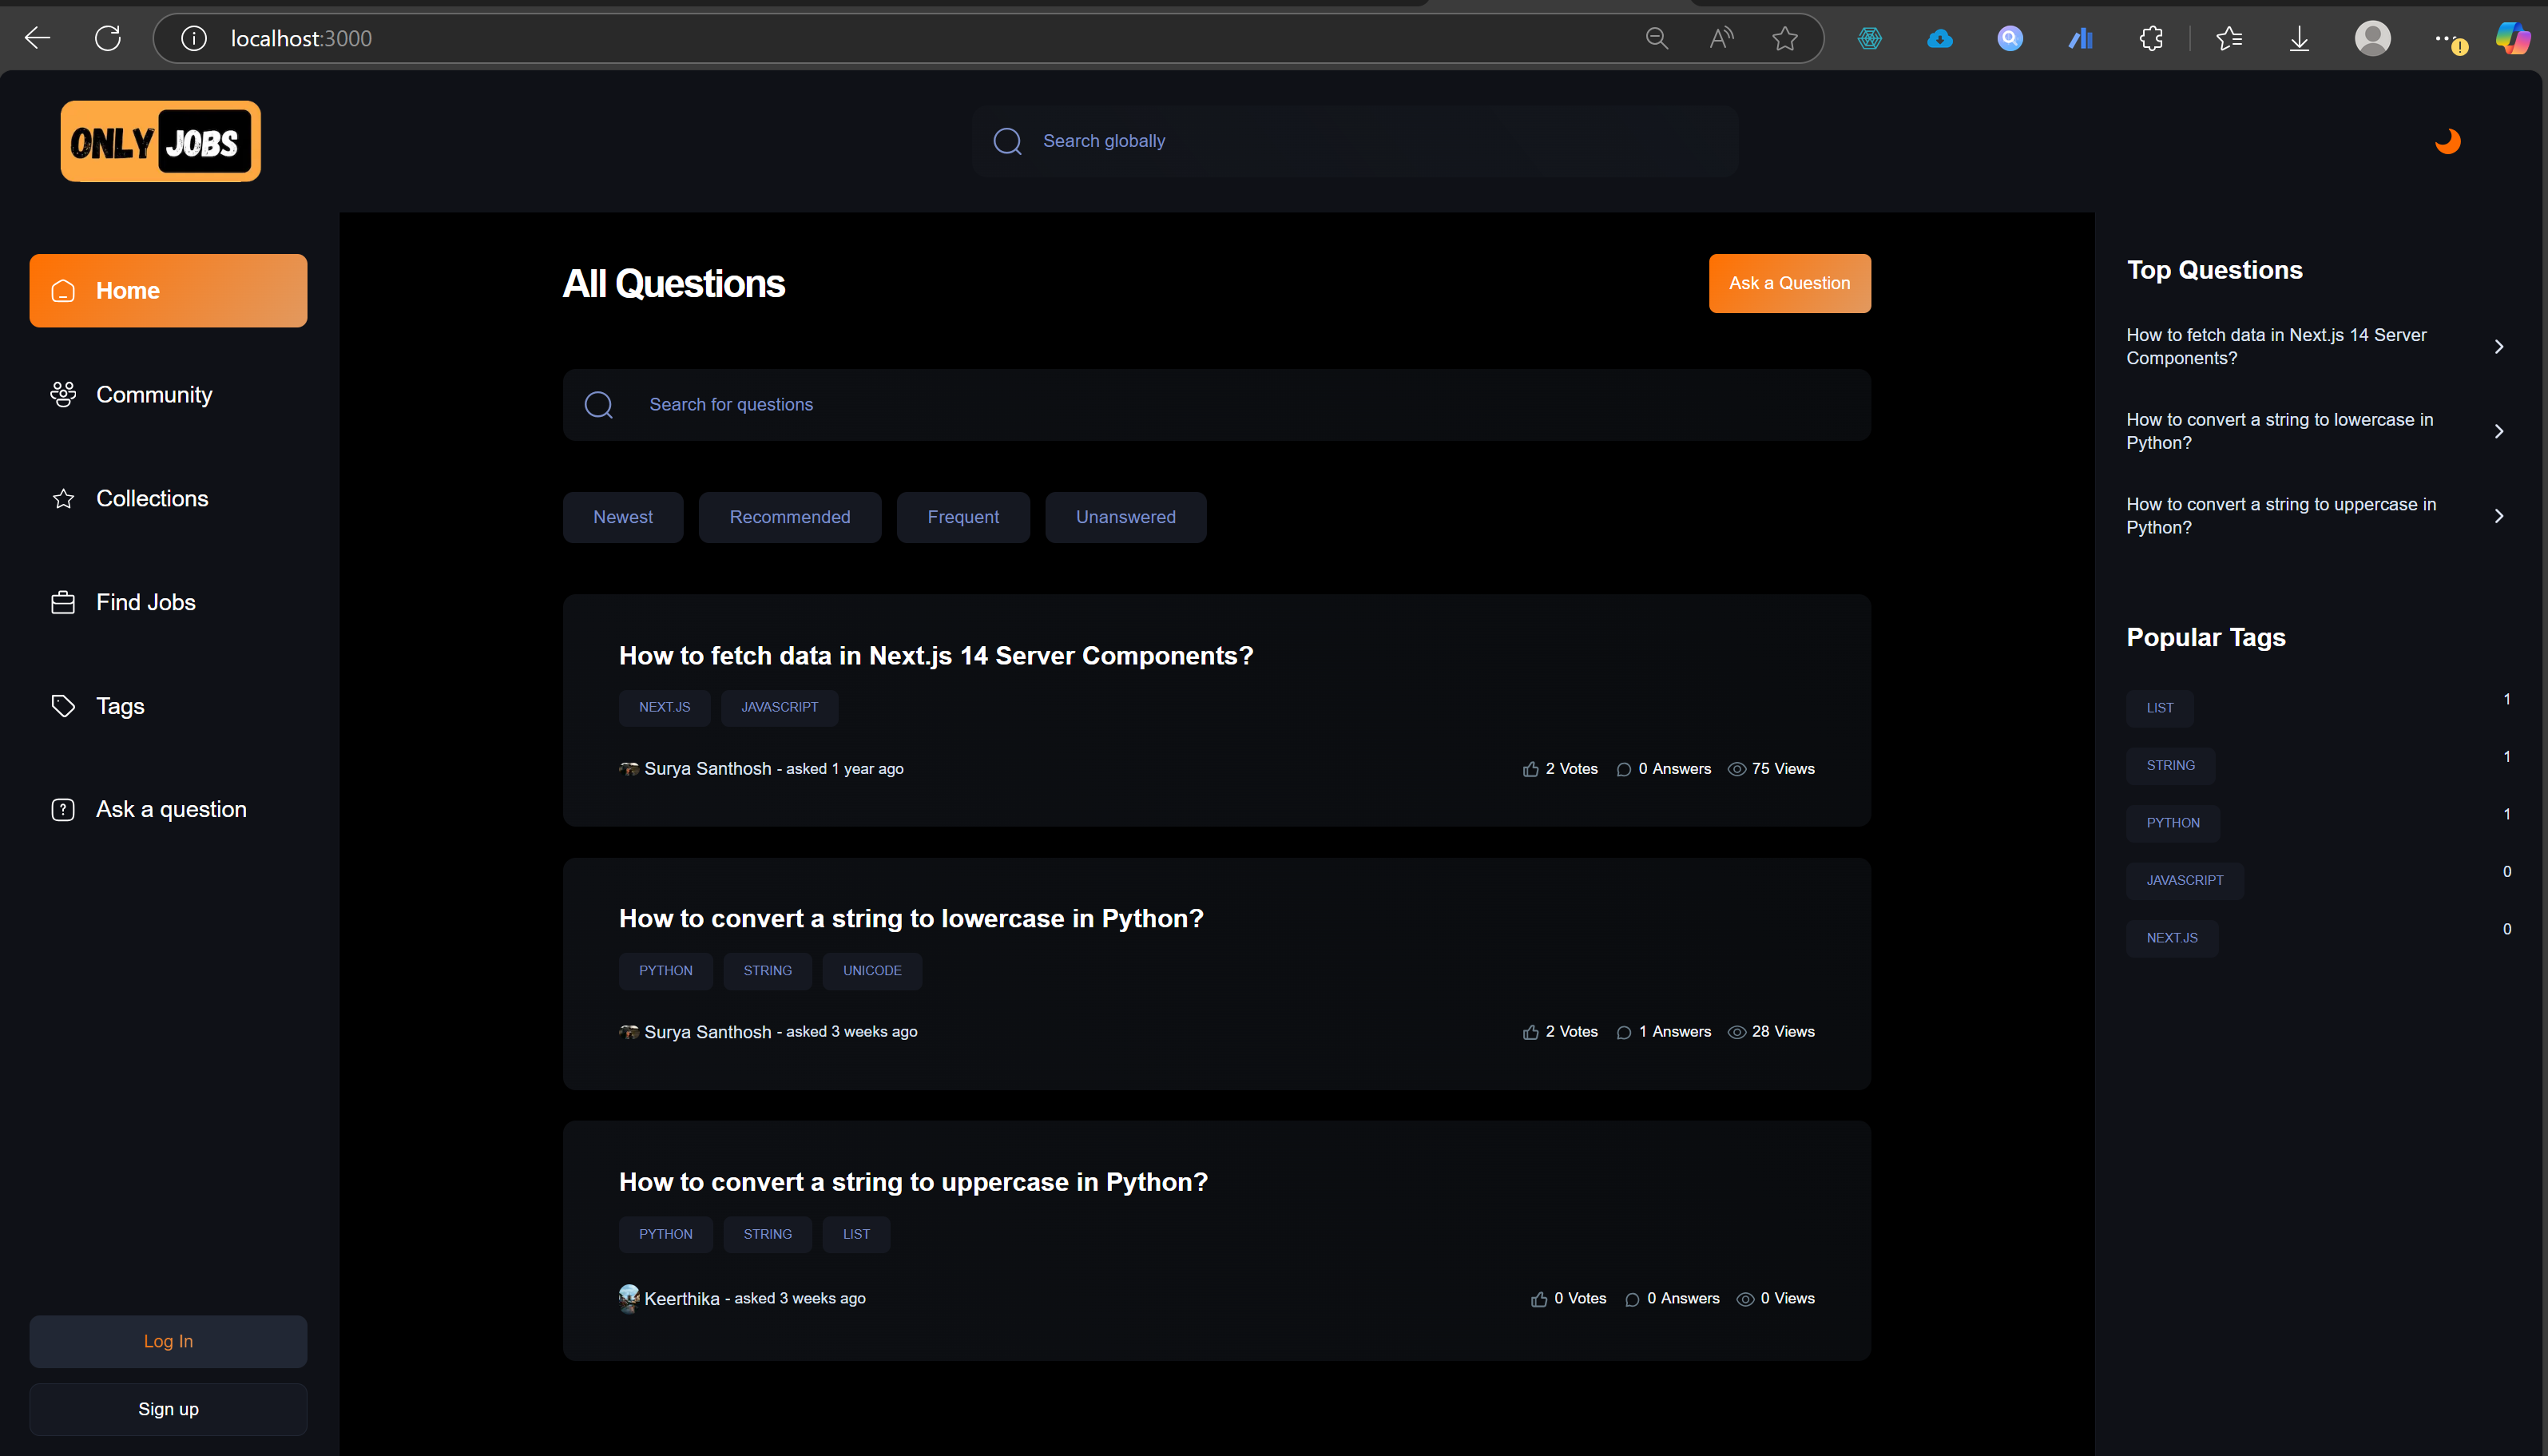 localhost:3000
ONLY JOBS
Search globally
Home
Community
Collections
Find Jobs
Tags
Ask a question
Log In
Sign up
All Questions
Ask a Question
Search for questions
Newest Recommended Frequent Unanswered
How to fetch data in Next.js 14 Server Components?
NEXT.JS JAVASCRIPT
Surya Santhosh - asked 1 year ago 2 Votes 0 Answers 75 Views
How to convert a string to lowercase in Python?
PYTHON STRING UNICODE
Surya Santhosh - asked 3 weeks ago 2 Votes 1 Answers 28 Views
How to convert a string to uppercase in Python?
PYTHON STRING LIST
Keerthika - asked 3 weeks ago 0 Votes 0 Answers 0 Views
Top Questions
How to fetch data in Next.js 14 Server
Components?
How to convert a string to lowercase in
Python?
How to convert a string to uppercase in
Python?
Popular Tags
LIST 1
STRING 1
PYTHON 1
JAVASCRIPT 0
NEXT.JS 0